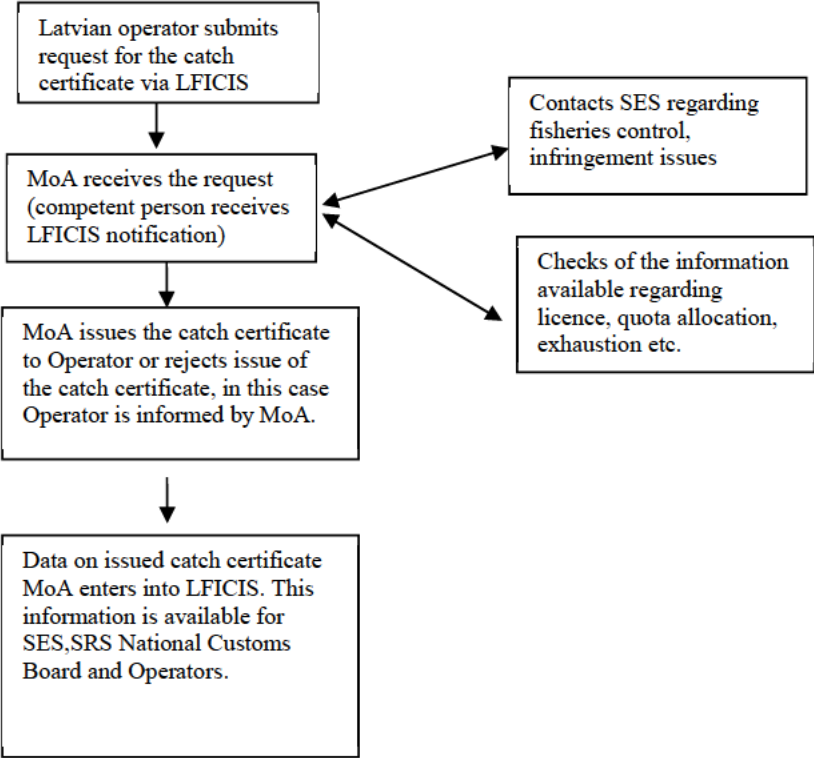 Latvian operator submits
request for the catch
certificate via LFICIS
Contacts SES regarding
fisheries control,
infringement issues
MoA receives the request
(competent person receives
LFICIS notification)
Checks of the information
available regarding
licence, quota allocation,
exhaustion etc.
MoA issues the catch certificate
to Operator or rejects issue of
the catch certificate, in this case
Operator is informed by MoA.
Data on issued catch certificate
MoA enters into LFICIS. This
information is available for
SES,SRS National Customs
Board and Operators.